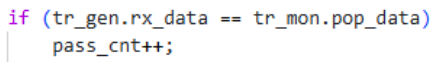 if (tr_gen.rx_data == tr_mon.pop_data)
    pass_cnt++;